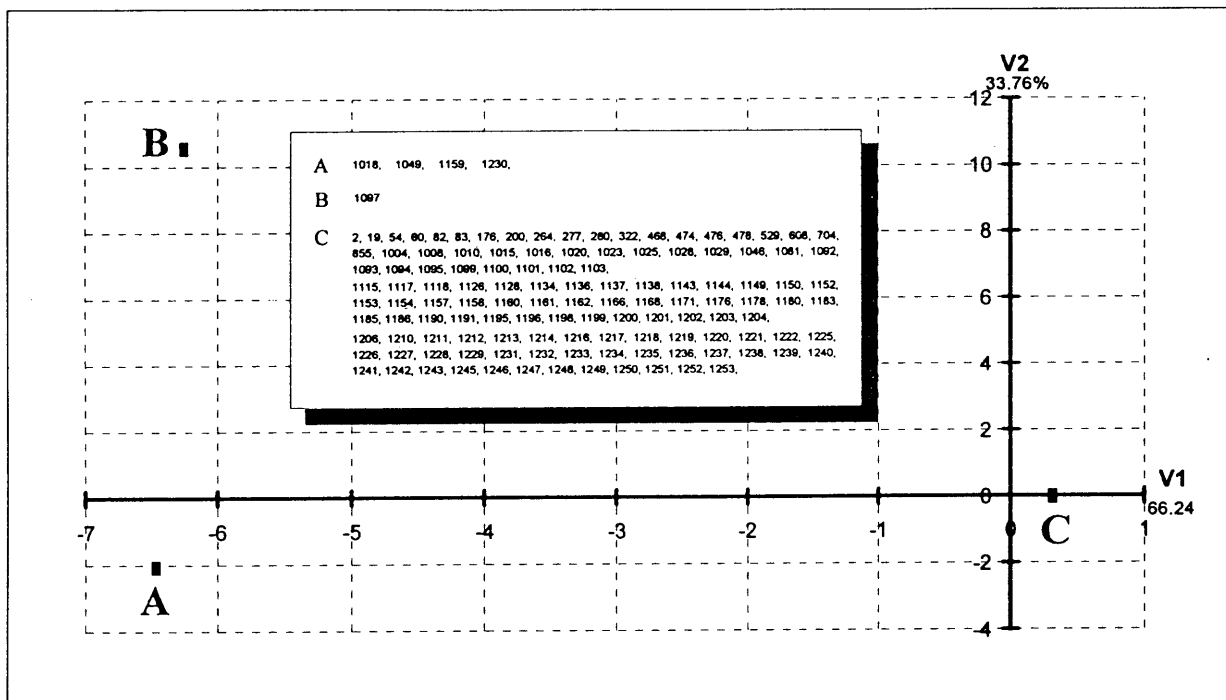 V2
33.76%
12
10
8
6
4
2
0
-2
-4
B
A 1018, 1049, 1159, 1230,
B 1097
C 2, 19, 54, 60, 82, 83, 176, 200, 264, 277, 280, 322, 468, 474, 476, 478, 529, 608, 704,
855, 1004, 1008, 1010, 1015, 1016, 1020, 1023, 1025, 1028, 1029, 1046, 1081, 1092,
1093, 1094, 1095, 1099, 1100, 1101, 1102, 1103,
1115, 1117, 1118, 1126, 1128, 1134, 1136, 1137, 1138, 1143, 1144, 1149, 1150, 1152,
1153, 1154, 1157, 1158, 1160, 1161, 1162, 1166, 1168, 1171, 1176, 1178, 1180, 1183,
1185, 1186, 1190, 1191, 1195, 1196, 1198, 1199, 1200, 1201, 1202, 1203, 1204,
1206, 1210, 1211, 1212, 1213, 1214, 1216, 1217, 1218, 1219, 1220, 1221, 1222, 1225,
1226, 1227, 1228, 1229, 1231, 1232, 1233, 1234, 1235, 1236, 1237, 1238, 1239, 1240,
1241, 1242, 1243, 1245, 1246, 1247, 1248, 1249, 1250, 1251, 1252, 1253,
V1
66.24
-7 -6 -5 -4 -3 -2 -1 0 1
C
A